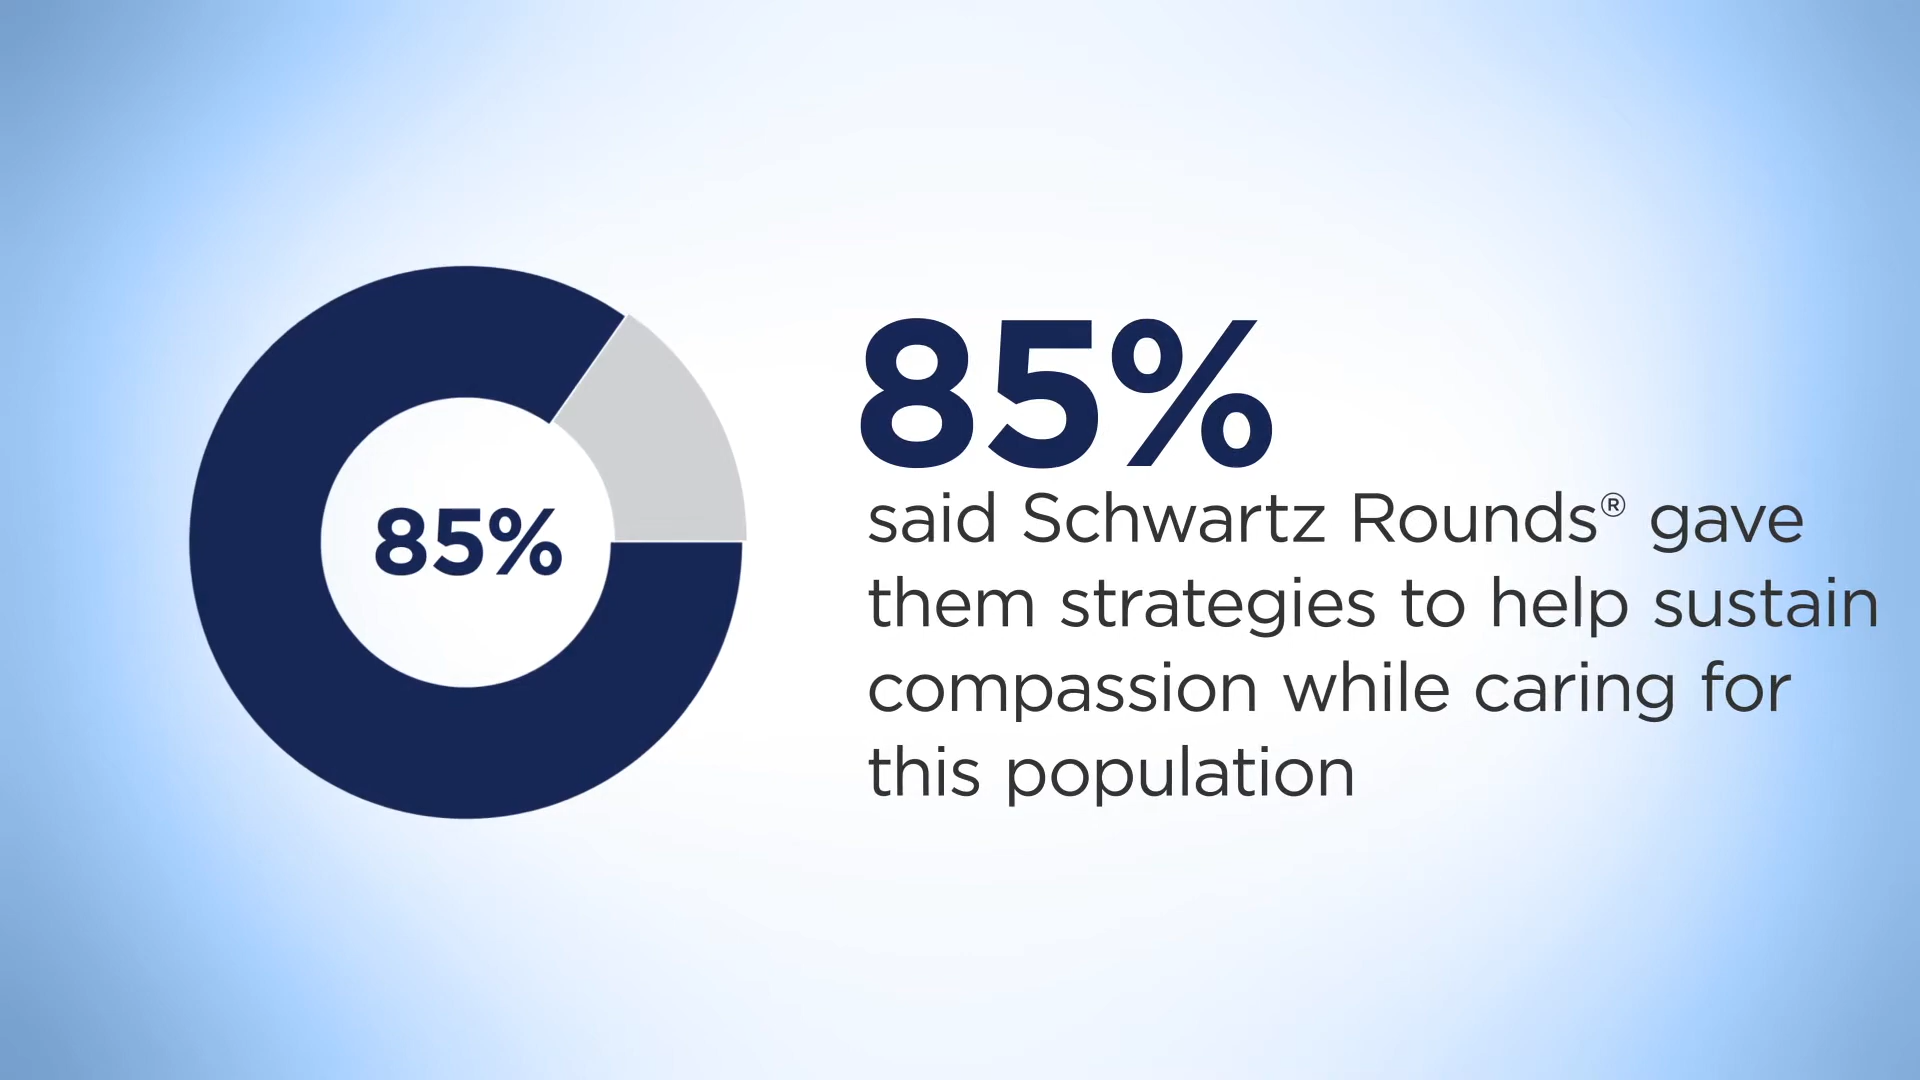 85%
85%
said Schwartz Rounds® gave
them strategies to help sustain
compassion while caring for
this population